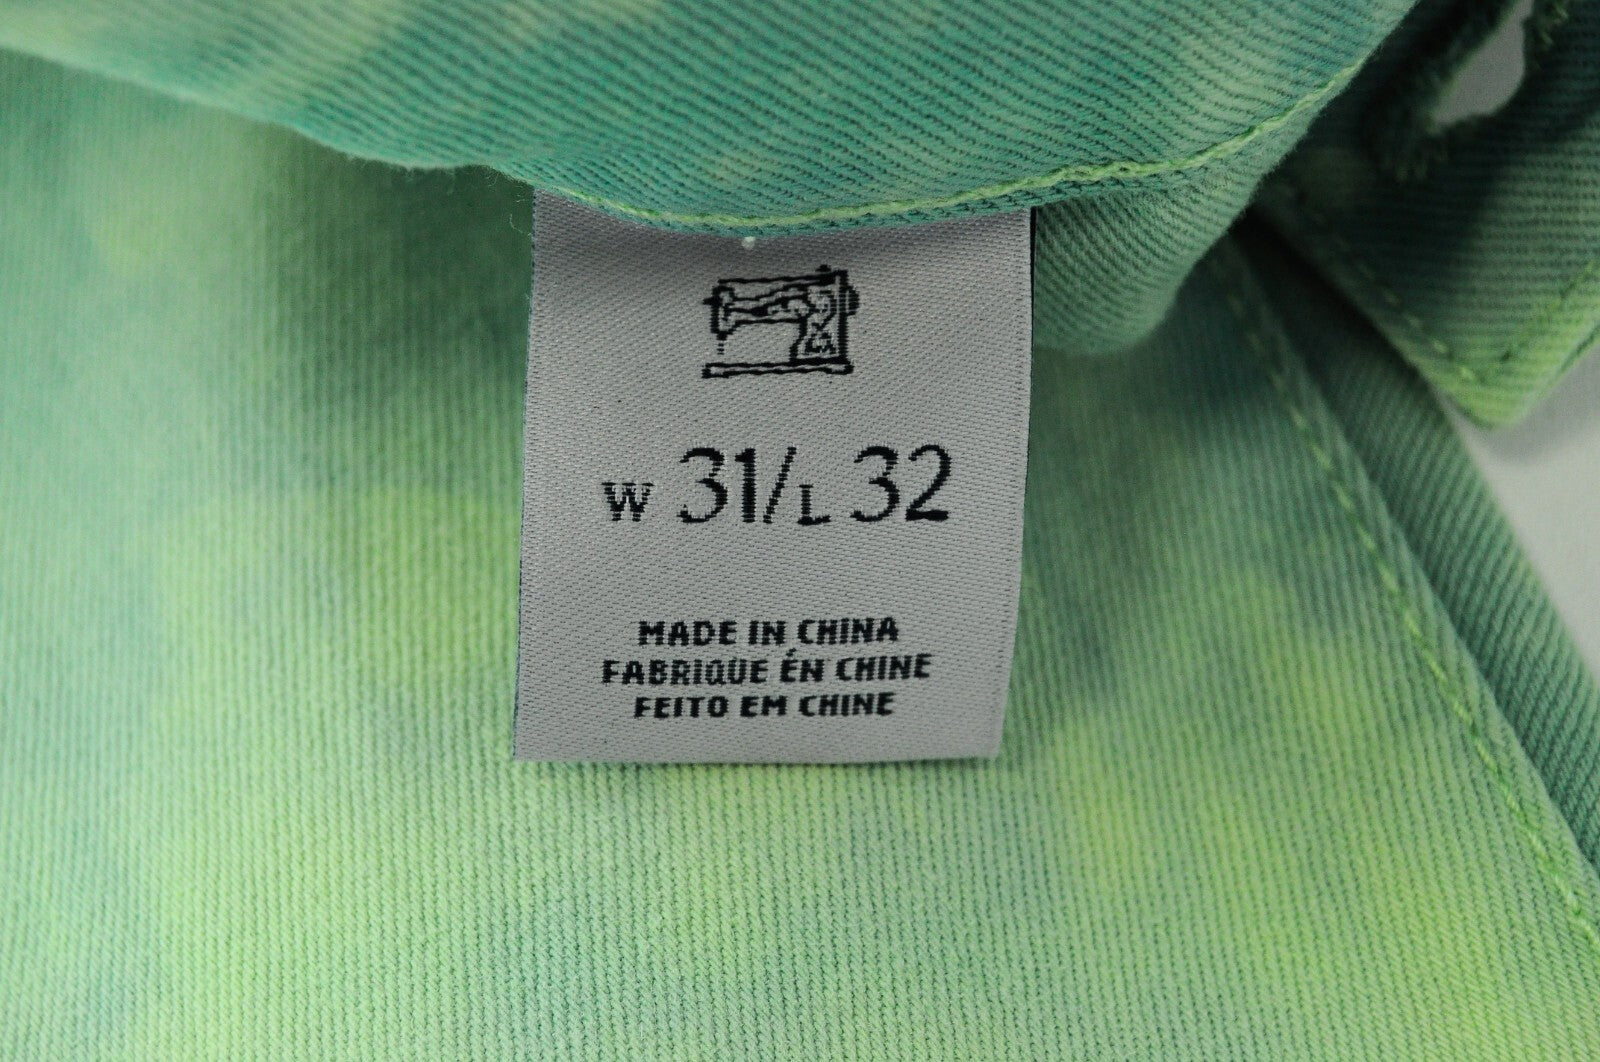 W 31/L 32
MADE IN CHINA
FABRIQUE ÉN CHINE
FEITO EM CHINE